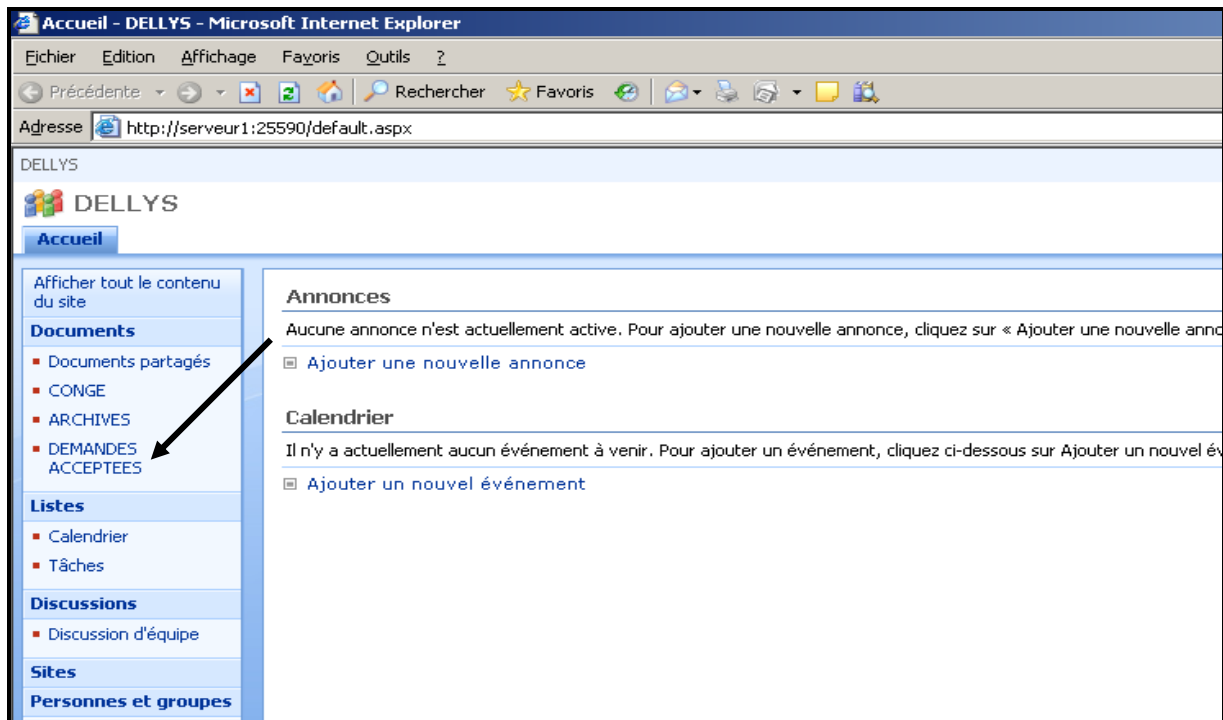 Accueil - DELLYS - Microsoft Internet Explorer
Fichier Edition Affichage Favoris Outils ?
Précédente Rechercher Favoris
Adresse http://serveur1:25590/default.aspx
DELLYS
DELLYS
Accueil
Afficher tout le contenu
du site
Documents
Documents partagés
CONGE
ARCHIVES
DEMANDES
ACCEPTEES
Listes
Calendrier
Tâches
Discussions
Discussion d'équipe
Sites
Personnes et groupes
Annonces
Aucune annonce n'est actuellement active. Pour ajouter une nouvelle annonce, cliquez sur « Ajouter une nouvelle anno
Ajouter une nouvelle annonce
Calendrier
Il n'y a actuellement aucun événement à venir. Pour ajouter un événement, cliquez ci-dessous sur Ajouter un nouvel év
Ajouter un nouvel événement